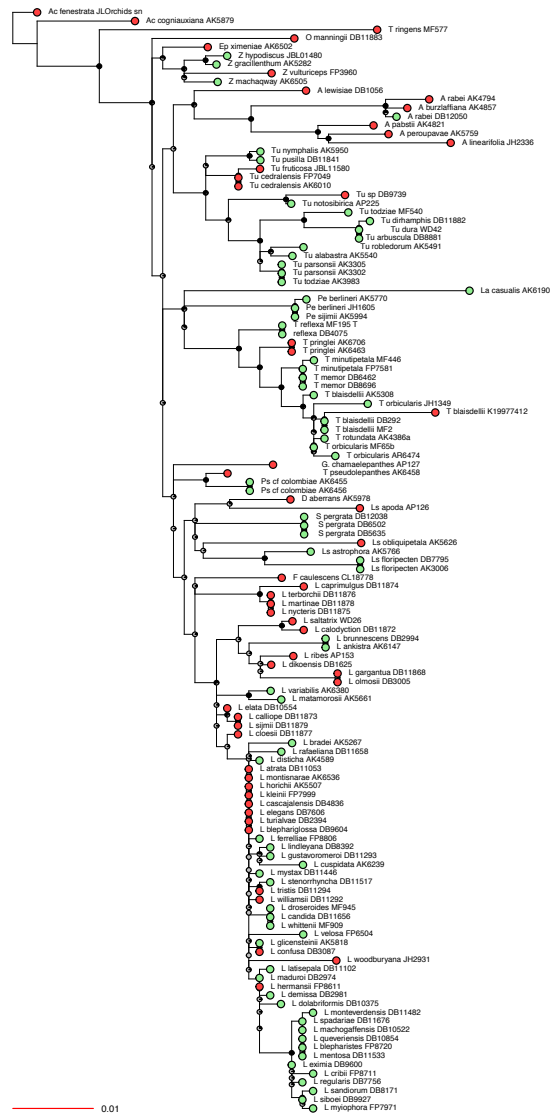 Ac fenestrata JLOrchids sn
Ac cogniauxiana AK5879
T ringens MF577
O manningii DB11883
Ep ximeniae AK6502
Z hypodiscus JBL01480
Z gracillenthum AK5282
Z vulturiceps FP3960
Z machaqway AK6505
A lewisiae DB1056
A rabei AK4794
A burzlaffiana AK4857
A rabei DB12050
A pabstii AK4821
A peroupavae AK5759
A linearifolia JH2336
Tu nymphalis AK5950
Tu pusilla DB11841
Tu fruticosa JBL11580
Tu cedralensis FP7049
Tu cedralensis AK6010
Tu sp DB9739
Tu notosibirica AP225
Tu todziae MF540
Tu dirhamphis DB11882
Tu dura WD42
Tu arbuscula DB8881
Tu robledorum AK5491
Tu alabastra AK5540
Tu parsonsii AK3305
Tu parsonsii AK3302
Tu todziae AK3983
La casualis AK6190
Pe berlineri AK5770
Pe berlineri JH1605
Pe sijimii AK5994
T reflexa MF195 T
reflexa DB4075
T pringlei AK6706
T pringlei AK6463
T minutipetala MF446
T minutipetala FP7581
T memor DB6462
T memor DB8696
T blaisdellii AK5308
T orbicularis JH1349
T blaisdellii K19977412
T blaisdellii DB292
T blaisdellii MF2
T rotundata AK4386a
T orbicularis MF65b
T orbicularis AR6474
G. chamaelepanthes AP127
T pseudolepanthes AK6458
Ps cf colombiae AK6455
Ps cf colombiae AK6456
D aberrans AK5978
Ls apoda AP126
S pergrata DB12038
S pergrata DB6502
S pergrata DB5635
Ls obliquipetala AK5626
Ls astrophora AK5766
Ls floripecten DB7795
Ls floripecten AK3006
F caulescens CL18778
L caprimulgus DB11874
L terborchii DB11876
L martinae DB11878
L nycteris DB11875
L saltatrix WD26
L calodyction DB11872
L brunnescens DB2994
L ankistra AK6147
L ribes AP153
L dikoensis DB1625
L gargantua DB11868
L olmosii DB3005
L variabilis AK6380
L matamorosii AK5661
L elata DB10554
L calliope DB11873
L sijmii DB11879
L cloesii DB11877
L bradei AK5267
L rafaeliana DB11658
L disticha AK4589
L atrata DB11053
L montisnarae AK6536
L horichii AK5507
L kleinii FP7999
L cascajalensis DB4836
L elegans DB7606
L turialvae DB2394
L blephariglossa DB9604
L ferrelliae FP8806
L lindleyana DB8392
L gustavoromeroi DB11293
L cuspidata AK6239
L mystax DB11446
L stenorrhyncha DB11517
L tristis DB11294
L williamsii DB11292
L droseroides MF945
L candida DB11656
L whittenii MF909
L velosa FP6504
L glicensteinii AK5818
L confusa DB3087
L woodburyana JH2931
L latisepala DB11102
L maduroi DB2974
L hermansii FP8611
L demissa DB2981
L dolabriformis DB10375
L monteverdensis DB11482
L spadariae DB11676
L machogaffensis DB10522
L queveriensis DB10854
L blepharistes FP8720
L mentosa DB11533
L eximia DB9600
L cribii FP8711
L regularis DB7756
L sandiorum DB8171
L siboei DB9927
L myiophora FP7971
0.01